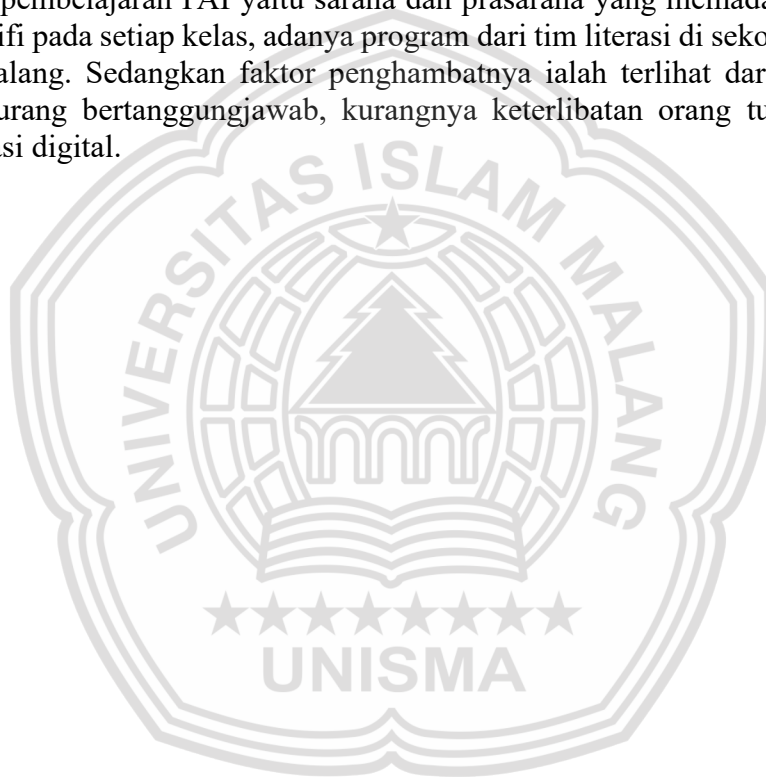 pembelajaran PAI yaitu sarana dan prasarana yang memada
ifi pada setiap kelas, adanya program dari tim literasi di seko
alang. Sedangkan faktor penghambatnya ialah terlihat dar
urang bertanggungjawab, kurangnya keterlibatan orang tu
asi digital.
UNIVERSITAS ISLAM MALANG
UNISMA